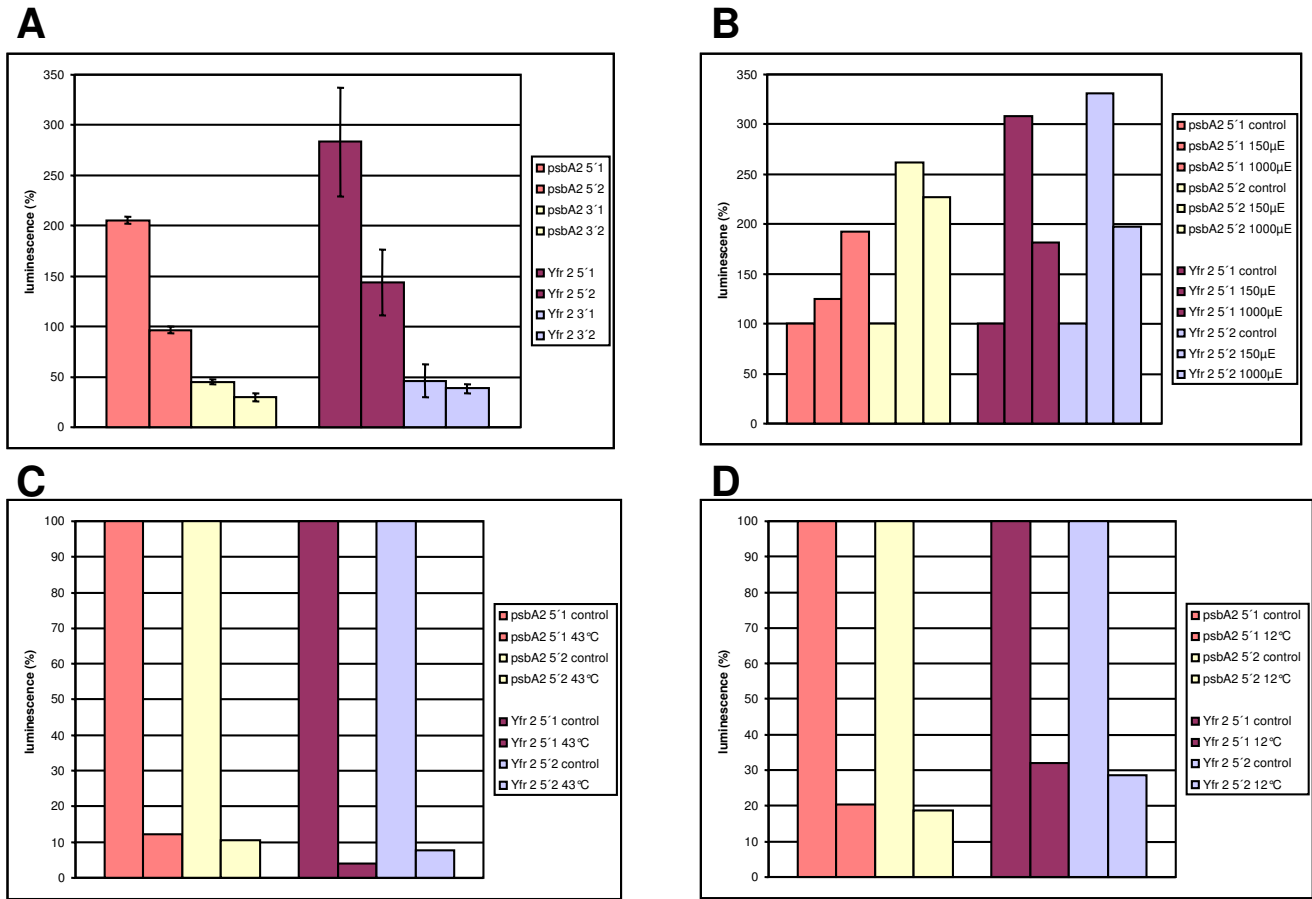 A
350
300
250
200
150
100
50
0
luminescence (%)
psbA2 5´1
psbA2 5´2
psbA2 3´1
psbA2 3´2
Yfr 2 5´1
Yfr 2 5´2
Yfr 2 3´1
Yfr 2 3´2
B
350
300
250
200
150
100
50
0
luminescene (%)
psbA2 5´1 control
psbA2 5´1 150µE
psbA2 5´1 1000µE
psbA2 5´2 control
psbA2 5´2 150µE
psbA2 5´2 1000µE
Yfr 2 5´1 control
Yfr 2 5´1 150µE
Yfr 2 5´1 1000µE
Yfr 2 5´2 control
Yfr 2 5´2 150µE
Yfr 2 5´2 1000µE
C
100
90
80
70
60
50
40
30
20
10
0
luminescence (%)
psbA2 5´1 control
psbA2 5´1 43°C
psbA2 5´2 control
psbA2 5´2 43°C
Yfr 2 5´1 control
Yfr 2 5´1 43°C
Yfr 2 5´2 control
Yfr 2 5´2 43°C
D
100
90
80
70
60
50
40
30
20
10
0
luminescence (%)
psbA2 5´1 control
psbA2 5´1 12°C
psbA2 5´2 control
psbA2 5´2 12°C
Yfr 2 5´1 control
Yfr 2 5´1 12°C
Yfr 2 5´2 control
Yfr 2 5´2 12°C